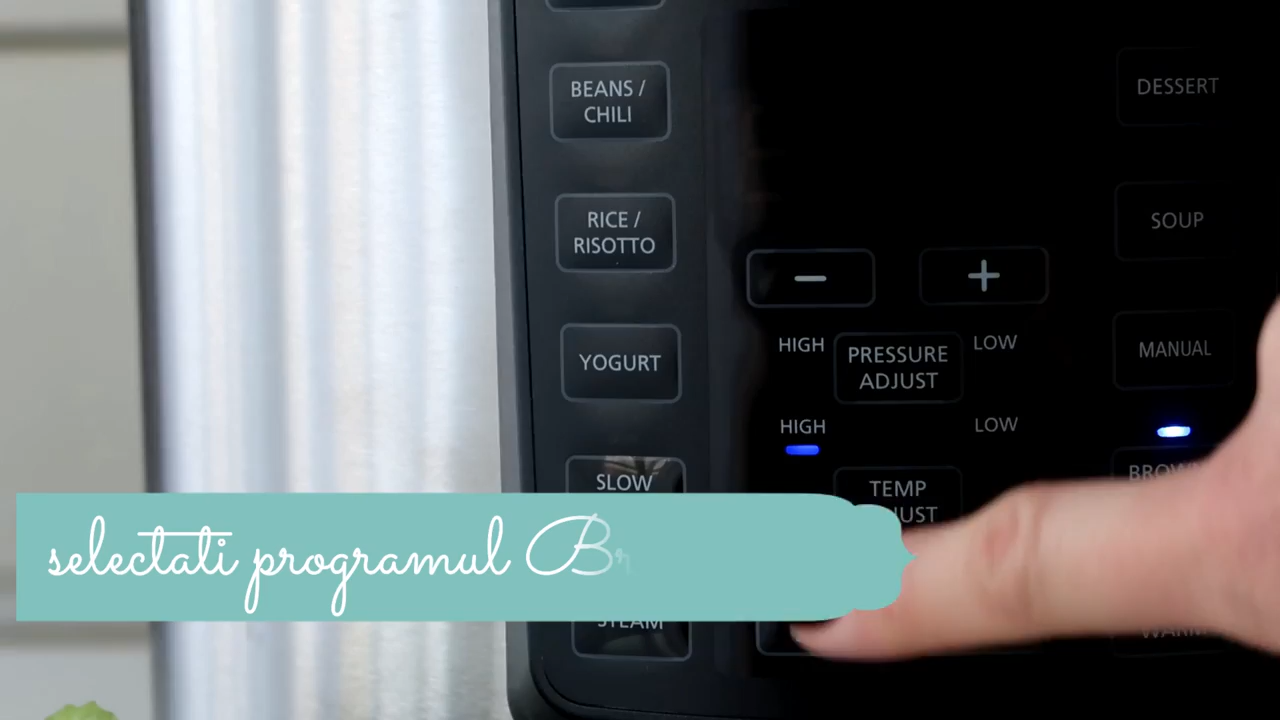 BEANS /
CHILI
DESSERT
RICE /
RISOTTO
SOUP
−
+
HIGH
PRESSURE
ADJUST
LOW
MANUAL
YOGURT
HIGH
LOW
SLOW
TEMP
selectati programul Br
STEAM